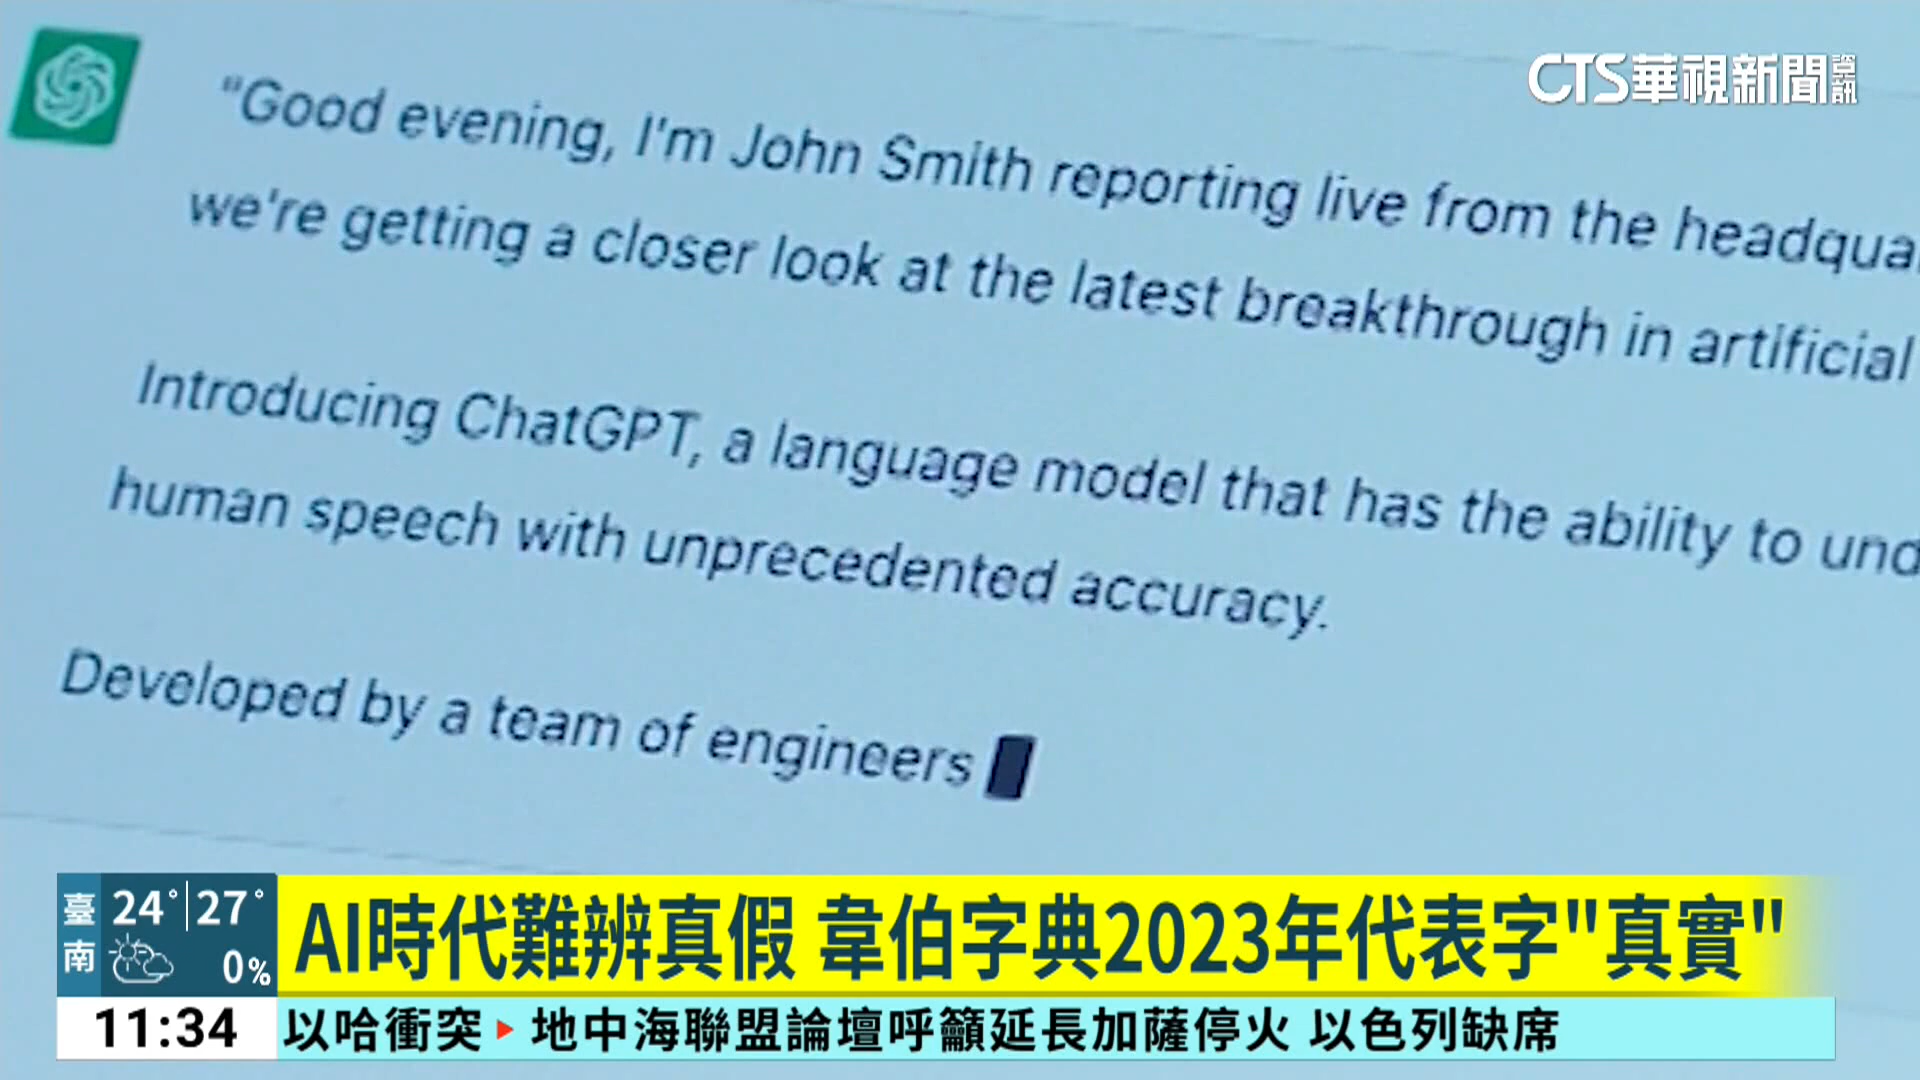 CTS華視新聞資訊
"Good evening, I'm John Smith reporting live from the
we're getting a closer look at the latest breakthrough in artificial
Introducing ChatGPT, a language model that has the ability to
human speech with unprecedented accuracy.
Developed by a team of engineers
臺南 24° 27° 0%
AI時代難辨真假 韋伯字典2023年代表字"真實"
11:34 以哈衝突▶地中海聯盟論壇呼籲延長加薩停火 以色列缺席